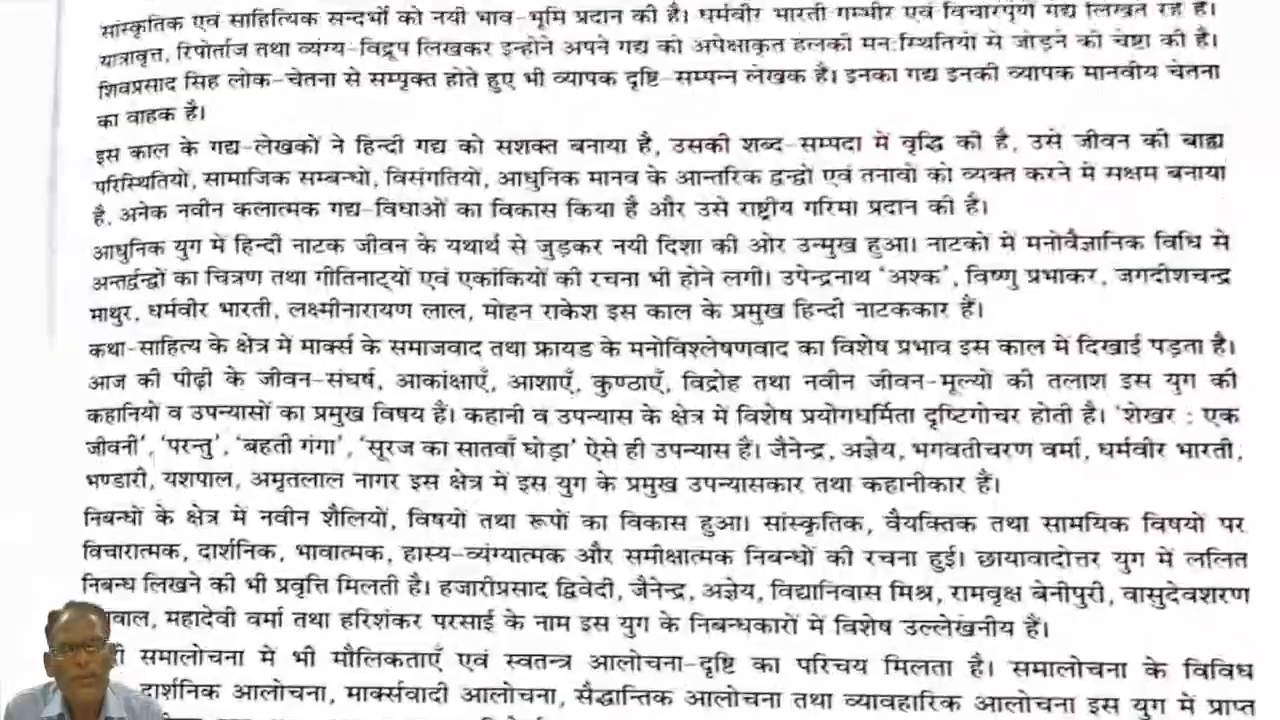 सांस्कृतिक एवं साहित्यिक सन्दर्भों को नयी भाव-भूमि प्रदान की है। धर्मवीर भारती गम्भीर एवं विचारपूर्ण गद्य लिखते रहे हैं।
यात्रावृत्त, रिपोर्ताज तथा व्यंग्य-विद्रूप लिखकर इन्होंने अपने गद्य को अपेक्षाकृत हलकी मनःस्थितियों से जोड़ने की चेष्टा की है।
शिवप्रसाद सिंह लोक-चेतना से सम्पृक्त होते हुए भी व्यापक दृष्टि-सम्पन्न लेखक है। इनका गद्य इनकी व्यापक मानवीय चेतना
का वाहक है।
इस काल के गद्य-लेखकों ने हिन्दी गद्य को सशक्त बनाया है, उसकी शब्द-सम्पदा में वृद्धि की है, उसे जीवन की बाह्य
परिस्थितियों, सामाजिक सम्बन्धों, विसंगतियों, आधुनिक मानव के आन्तरिक द्वन्द्वों एवं तनावों को व्यक्त करने में सक्षम बनाया
है, अनेक नवीन कलात्मक गद्य-विधाओं का विकास किया है और उसे राष्ट्रीय गरिमा प्रदान की है।
आधुनिक युग में हिन्दी नाटक जीवन के यथार्थ से जुड़कर नयी दिशा की ओर उन्मुख हुआ। नाटकों में मनोवैज्ञानिक विधि से
अन्तर्द्वन्द्वों का चित्रण तथा गीतिनाट्यों एवं एकांकियों की रचना भी होने लगी। उपेन्द्रनाथ 'अश्क', विष्णु प्रभाकर, जगदीशचन्द्र
माथुर, धर्मवीर भारती, लक्ष्मीनारायण लाल, मोहन राकेश इस काल के प्रमुख हिन्दी नाटककार हैं।
कथा-साहित्य के क्षेत्र में मार्क्स के समाजवाद तथा फ्रायड के मनोविश्लेषणवाद का विशेष प्रभाव इस काल में दिखाई पड़ता है।
आज की पीढ़ी के जीवन-संघर्ष, आकांक्षाएँ, आशाएँ, कुण्ठाएँ, विद्रोह तथा नवीन जीवन-मूल्यों की तलाश इस युग की
कहानियों व उपन्यासों का प्रमुख विषय हैं। कहानी व उपन्यास के क्षेत्र में विशेष प्रयोगधर्मिता दृष्टिगोचर होती है। 'शेखर : एक
जीवनी', 'परन्तु', 'बहती गंगा', 'सूरज का सातवाँ घोड़ा' ऐसे ही उपन्यास हैं। जैनेन्द्र, अज्ञेय, भगवतीचरण वर्मा, धर्मवीर भारती,
भण्डारी, यशपाल, अमृतलाल नागर इस क्षेत्र में इस युग के प्रमुख उपन्यासकार तथा कहानीकार हैं।
निबन्धों के क्षेत्र में नवीन शैलियों, विषयों तथा रूपों का विकास हुआ। सांस्कृतिक, वैयक्तिक तथा सामयिक विषयों पर
विचारात्मक, दार्शनिक, भावात्मक, हास्य-व्यंग्यात्मक और समीक्षात्मक निबन्धों की रचना हुई। छायावादोत्तर युग में ललित
निबन्ध लिखने की भी प्रवृत्ति मिलती है। हजारीप्रसाद द्विवेदी, जैनेन्द्र, अज्ञेय, विद्यानिवास मिश्र, रामवृक्ष बेनीपुरी, वासुदेवशरण
वाल, महादेवी वर्मा तथा हरिशंकर परसाई के नाम इस युग के निबन्धकारों में विशेष उल्लेखनीय हैं।
समालोचना में भी मौलिकताएँ एवं स्वतन्त्र आलोचना-दृष्टि का परिचय मिलता है। समालोचना के विविध
दार्शनिक आलोचना, मार्क्सवादी आलोचना, सैद्धान्तिक आलोचना तथा व्यावहारिक आलोचना इस युग में प्राप्त